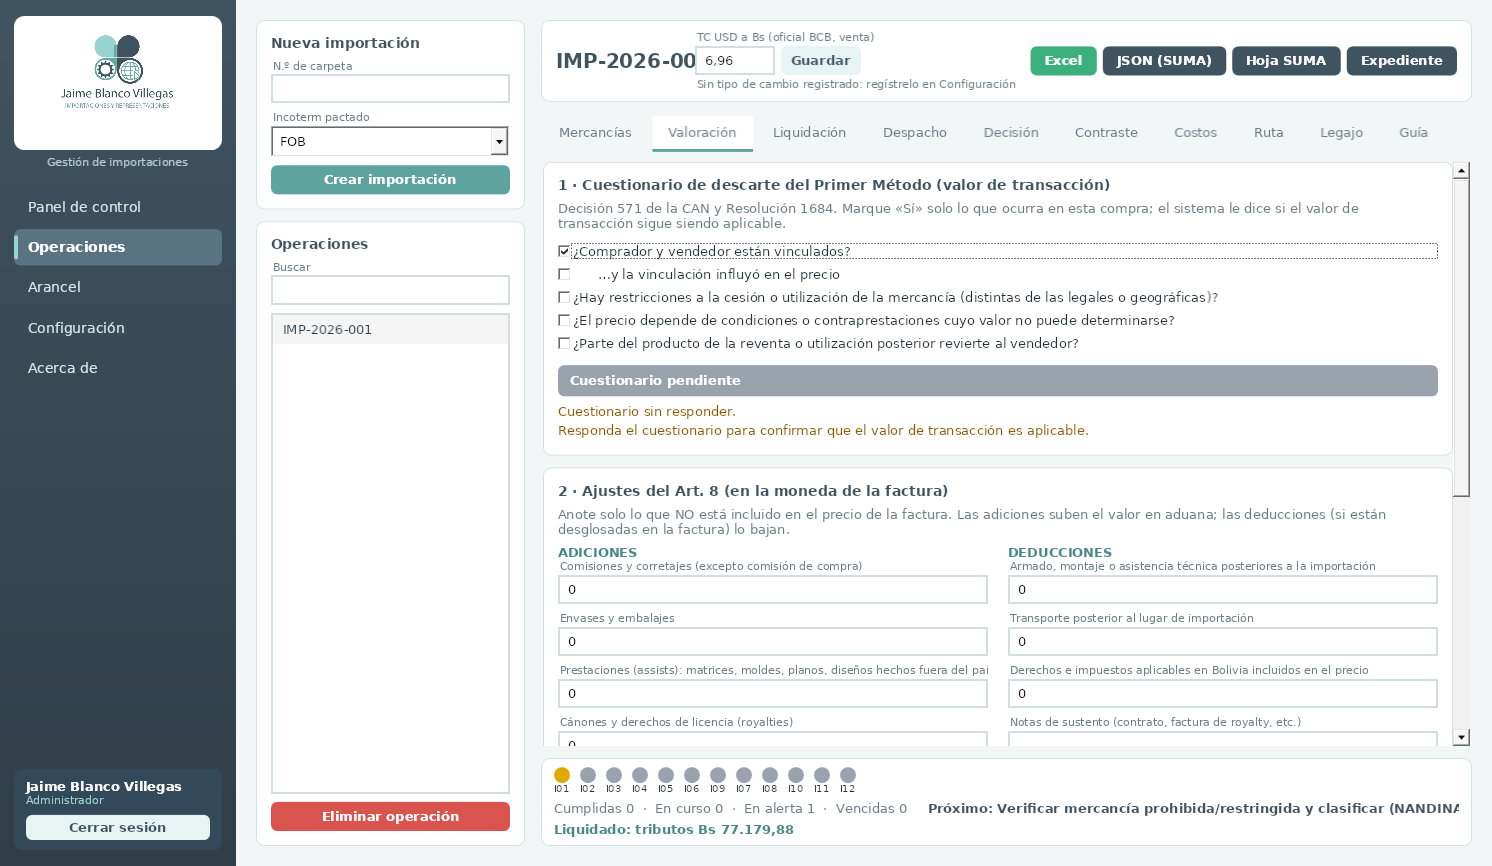 Jaime Blanco Villegas
IMPORTACIONES Y REPRESENTACIONES
Gestión de importaciones
Panel de control
Operaciones
Arancel
Configuración
Acerca de
Jaime Blanco Villegas
Administrador
Cerrar sesión
Nueva importación
N.º de carpeta
Incoterm pactado
FOB
Crear importación
Operaciones
Buscar
IMP-2026-001
Eliminar operación
IMP-2026-00
TC USD a Bs (oficial BCB, venta)
6,96
Guardar
Sin tipo de cambio registrado: regístrelo en Configuración
Excel
JSON (SUMA)
Hoja SUMA
Expediente
Mercancías
Valoración
Liquidación
Despacho
Decisión
Contraste
Costos
Ruta
Legajo
Guía
1 · Cuestionario de descarte del Primer Método (valor de transacción)
Decisión 571 de la CAN y Resolución 1684. Marque «Sí» solo lo que ocurra en esta compra; el sistema le dice si el valor de
transacción sigue siendo aplicable.
¿Comprador y vendedor están vinculados?
...y la vinculación influyó en el precio
¿Hay restricciones a la cesión o utilización de la mercancía (distintas de las legales o geográficas)?
¿El precio depende de condiciones o contraprestaciones cuyo valor no puede determinarse?
¿Parte del producto de la reventa o utilización posterior revierte al vendedor?
Cuestionario pendiente
Cuestionario sin responder.
Responda el cuestionario para confirmar que el valor de transacción es aplicable.
2 · Ajustes del Art. 8 (en la moneda de la factura)
Anote solo lo que NO está incluido en el precio de la factura. Las adiciones suben el valor en aduana; las deducciones (si están
desglosadas en la factura) lo bajan.
ADICIONES
Comisiones y corretajes (excepto comisión de compra)
0
Envases y embalajes
0
Prestaciones (assists): matrices, moldes, planos, diseños hechos fuera del paí
0
Cánones y derechos de licencia (royalties)
0
DEDUCCIONES
Armado, montaje o asistencia técnica posteriores a la importación
0
Transporte posterior al lugar de importación
0
Derechos e impuestos aplicables en Bolivia incluidos en el precio
0
Notas de sustento (contrato, factura de royalty, etc.)
I01 I02 I03 I04 I05 I06 I09 I07 I08 I10 I11 I12
Cumplidas 0 · En curso 0 · En alerta 1 · Vencidas 0
Próximo: Verificar mercancía prohibida/restringida y clasificar (NANDINA
Liquidado: tributos Bs 77.179,88